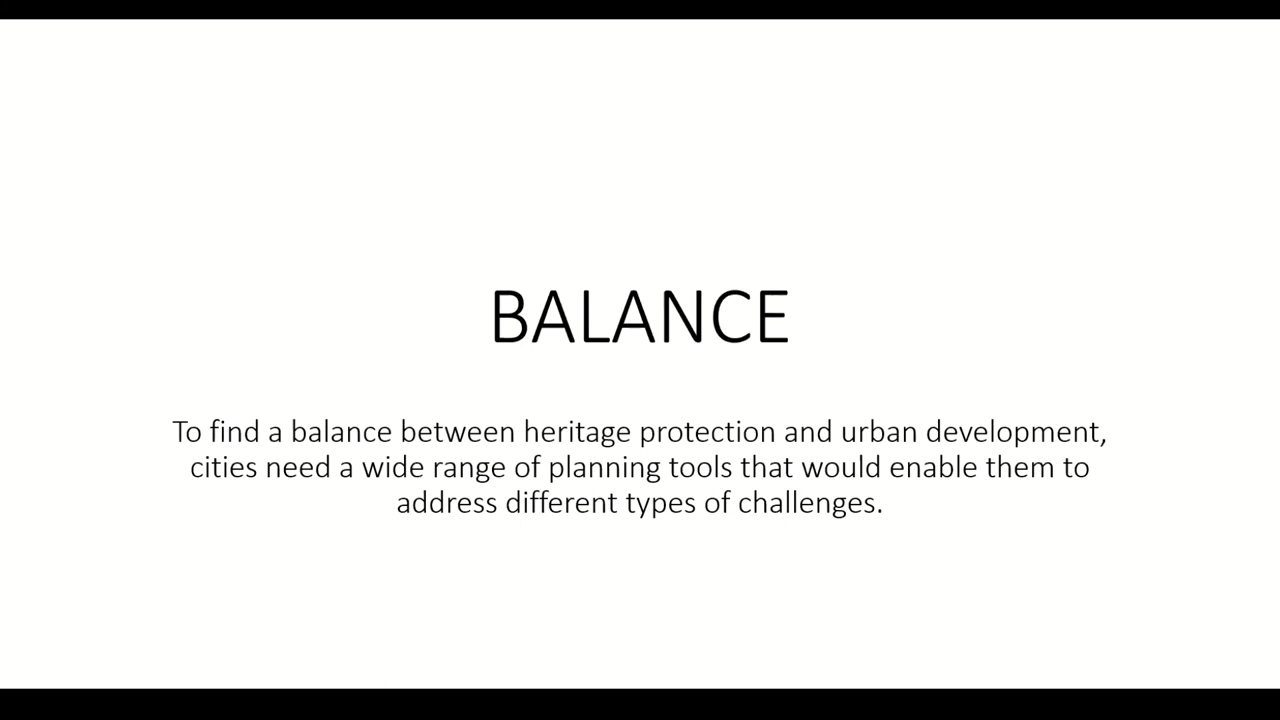 BALANCE
To find a balance between heritage protection and urban development,
cities need a wide range of planning tools that would enable them to
address different types of challenges.